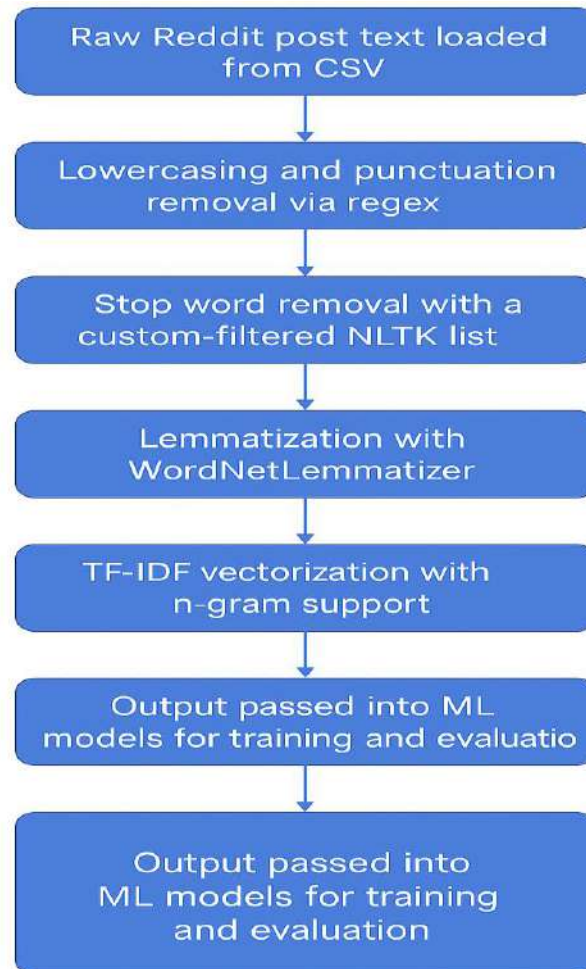 Raw Reddit post text loaded
from CSV
Lowercasing and punctuation
removal via regex
Stop word removal with a
custom-filtered NLTK list
Lemmatization with
WordNetLemmatizer
TF-IDF vectorization with
n-gram support
Output passed into ML
models for training and evaluatio
Output passed into
ML models for training
and evaluation